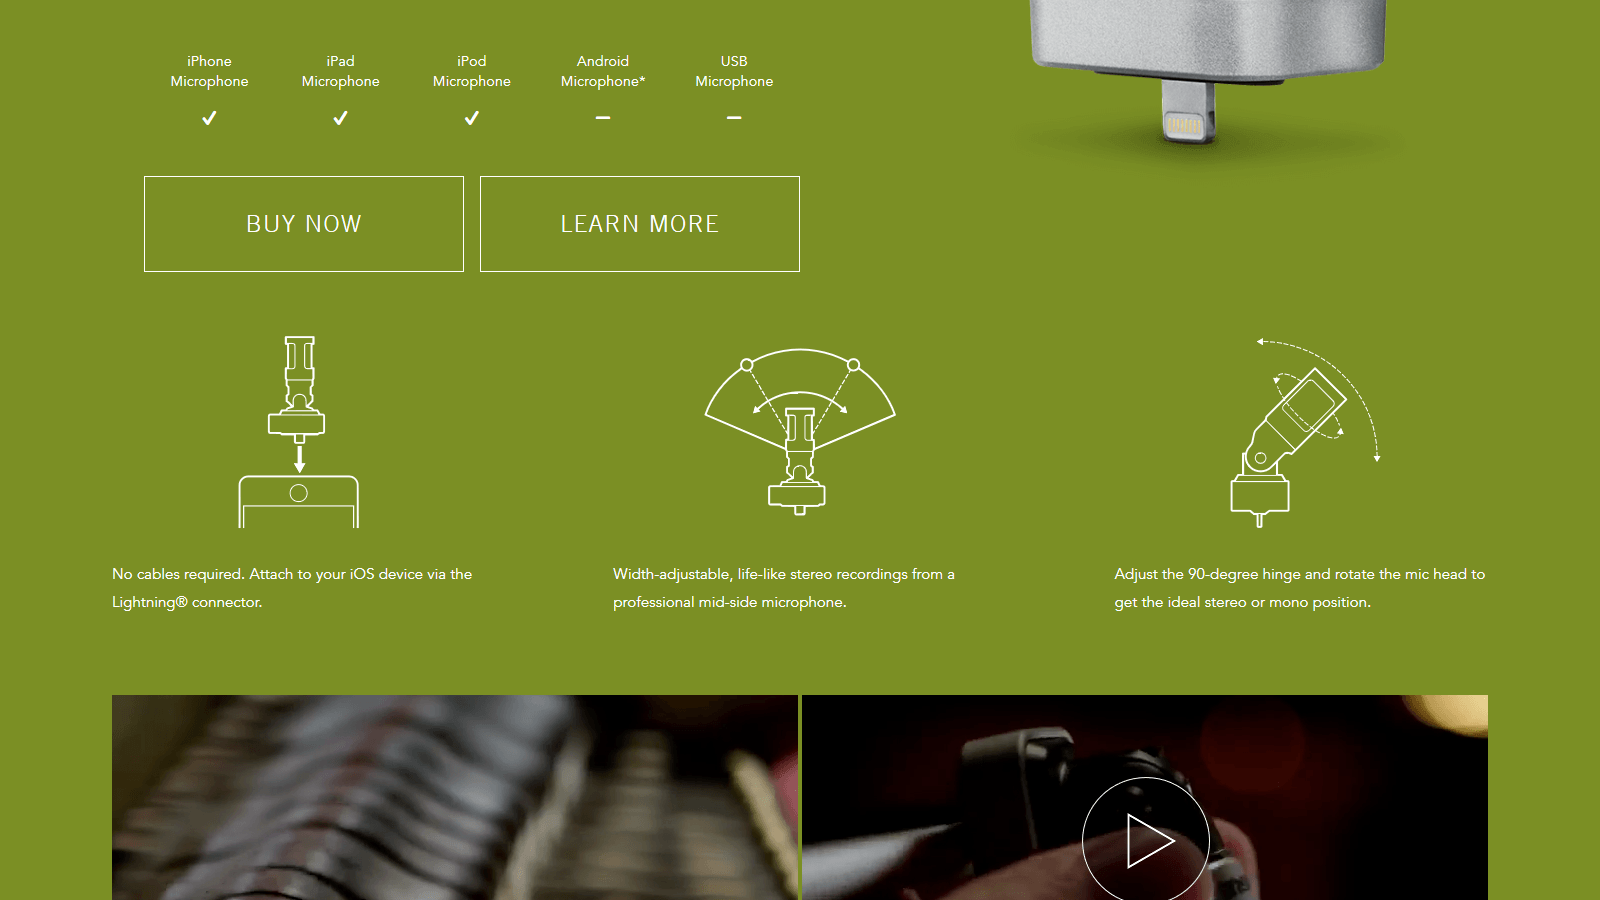 iPhone
Microphone
iPad
Microphone
iPod
Microphone
Android
Microphone*
USB
Microphone
BUY NOW
LEARN MORE
No cables required. Attach to your iOS device via the
Lightning® connector.
Width-adjustable, life-like stereo recordings from a
professional mid-side microphone.
Adjust the 90-degree hinge and rotate the mic head to
get the ideal stereo or mono position.